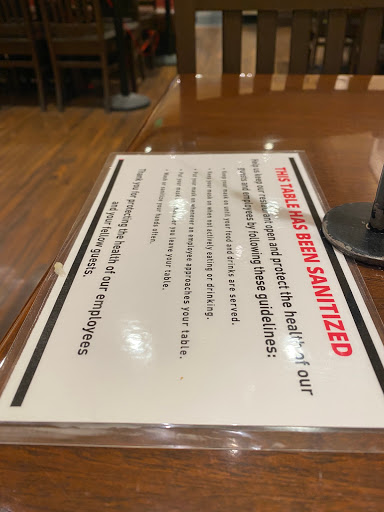 THIS TABLE HAS BEEN SANITIZED
Help us keep our restaurant open and protect the health of our
guests and employees by following these guidelines:
• Keep your mask on until your food and drinks are served.
• Keep your mask on when not actively eating or drinking.
• Put your mask on whenever an employee approaches your table.
• Put your mask you leave your table.
• Wash or sanitize your hands often.
Thank you for protecting the health of our employees
and your fellow guests.